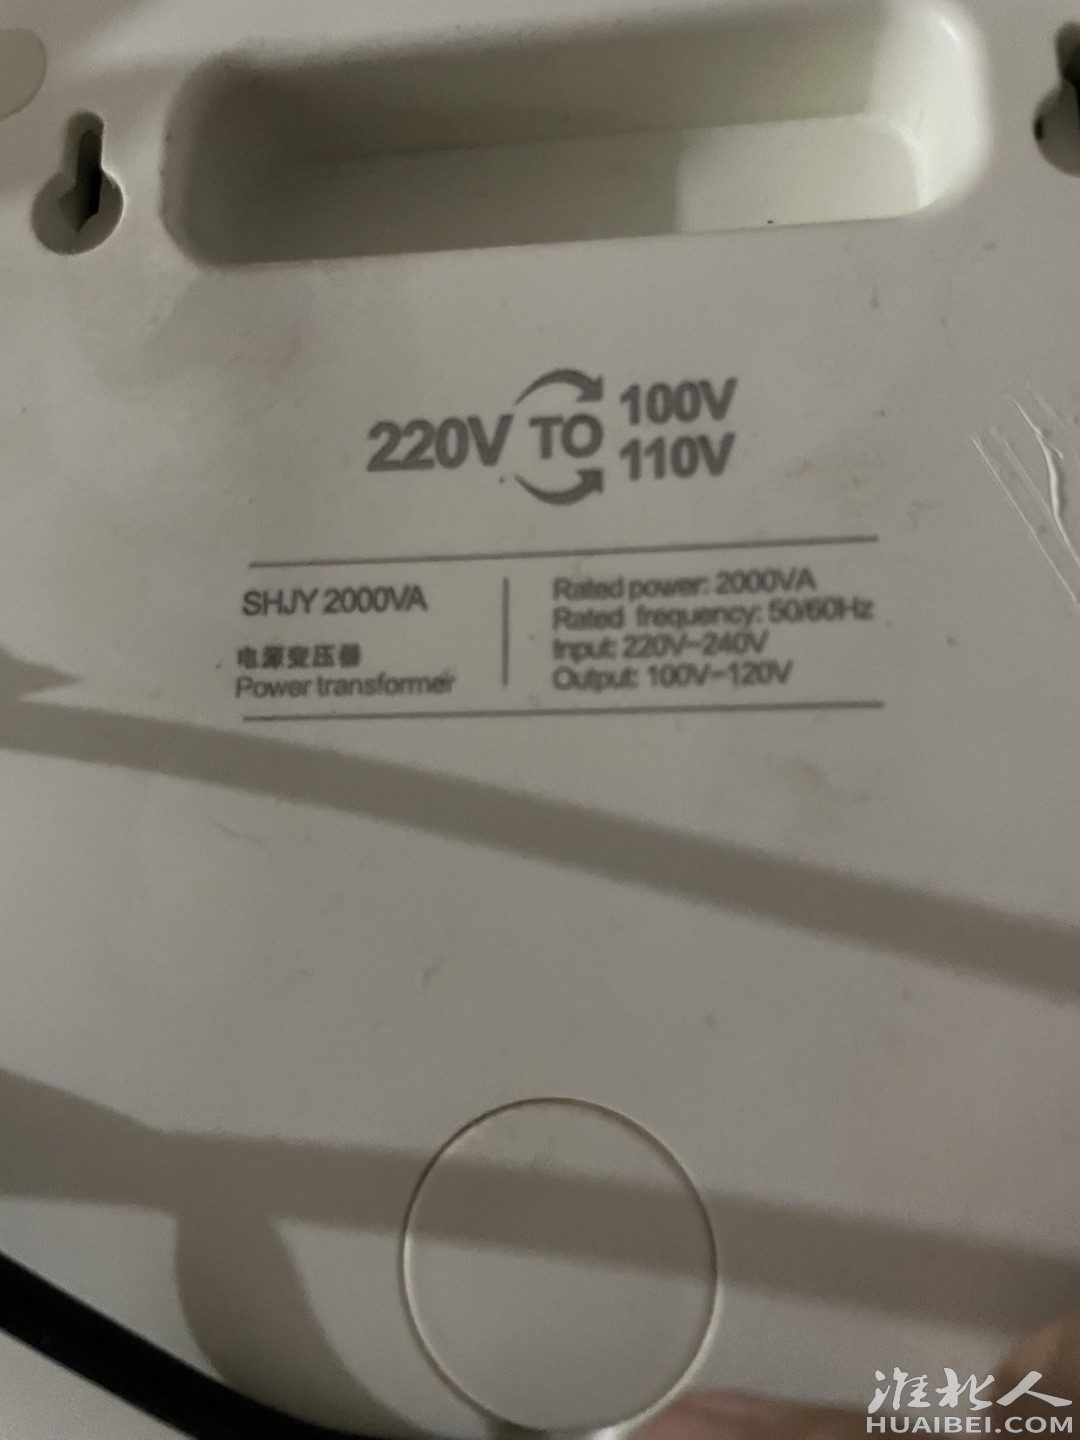 220V TO 100V
110V
SHJY 2000VA
电源变压器
Power transformer
Rated power: 2000VA
Rated frequency: 50/60Hz
Input: 220V~240V
Output: 100V~120V
淮北人
HUAIBEI.COM